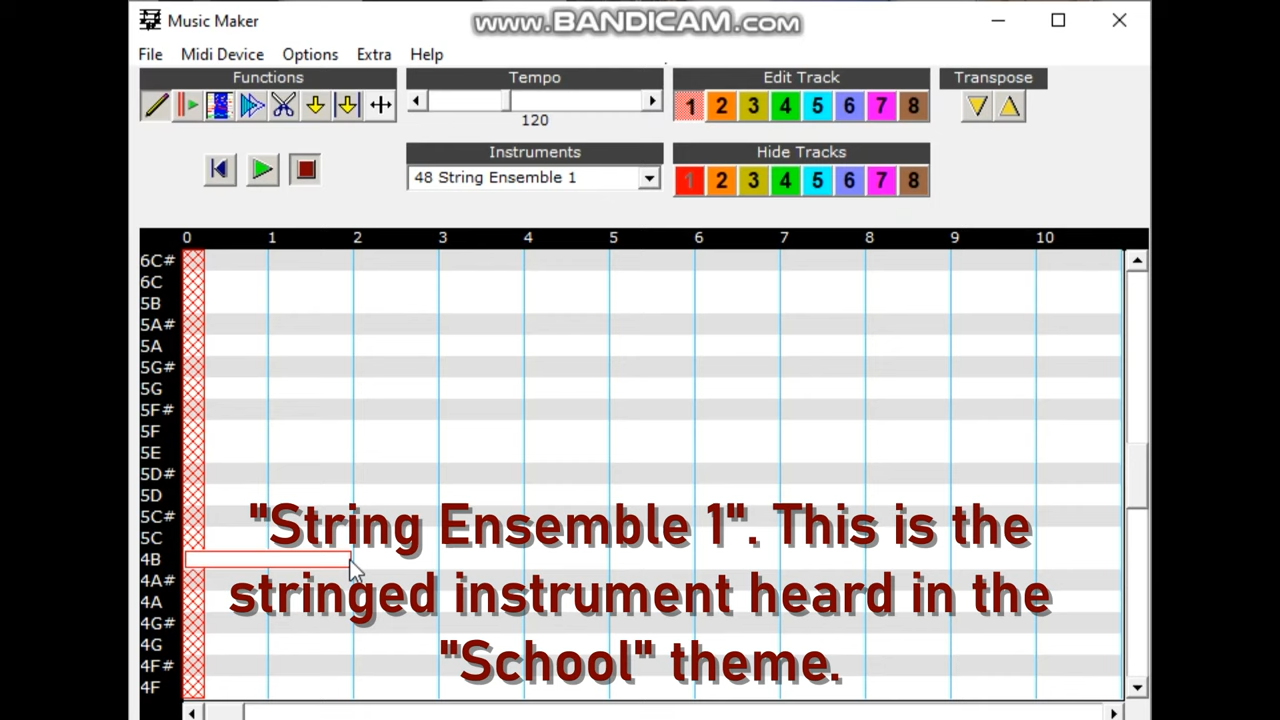 Music Maker
www.BANDICAM.com
File Midi Device Options Extra Help
Functions Tempo Edit Track Transpose
1 2 3 4 5 6 7 8
120
Instruments Hide Tracks
48 String Ensemble 1
1 2 3 4 5 6 7 8
0 1 2 3 4 5 6 7 8 9 10
6C#
6C
5B
5A#
5A
5G#
5G
5F#
5F
5E
5D#
5D
5C#
5C
4B
4A#
4A
4G#
4G
4F#
4F
"String Ensemble 1". This is the
stringed instrument heard in the
"School" theme.